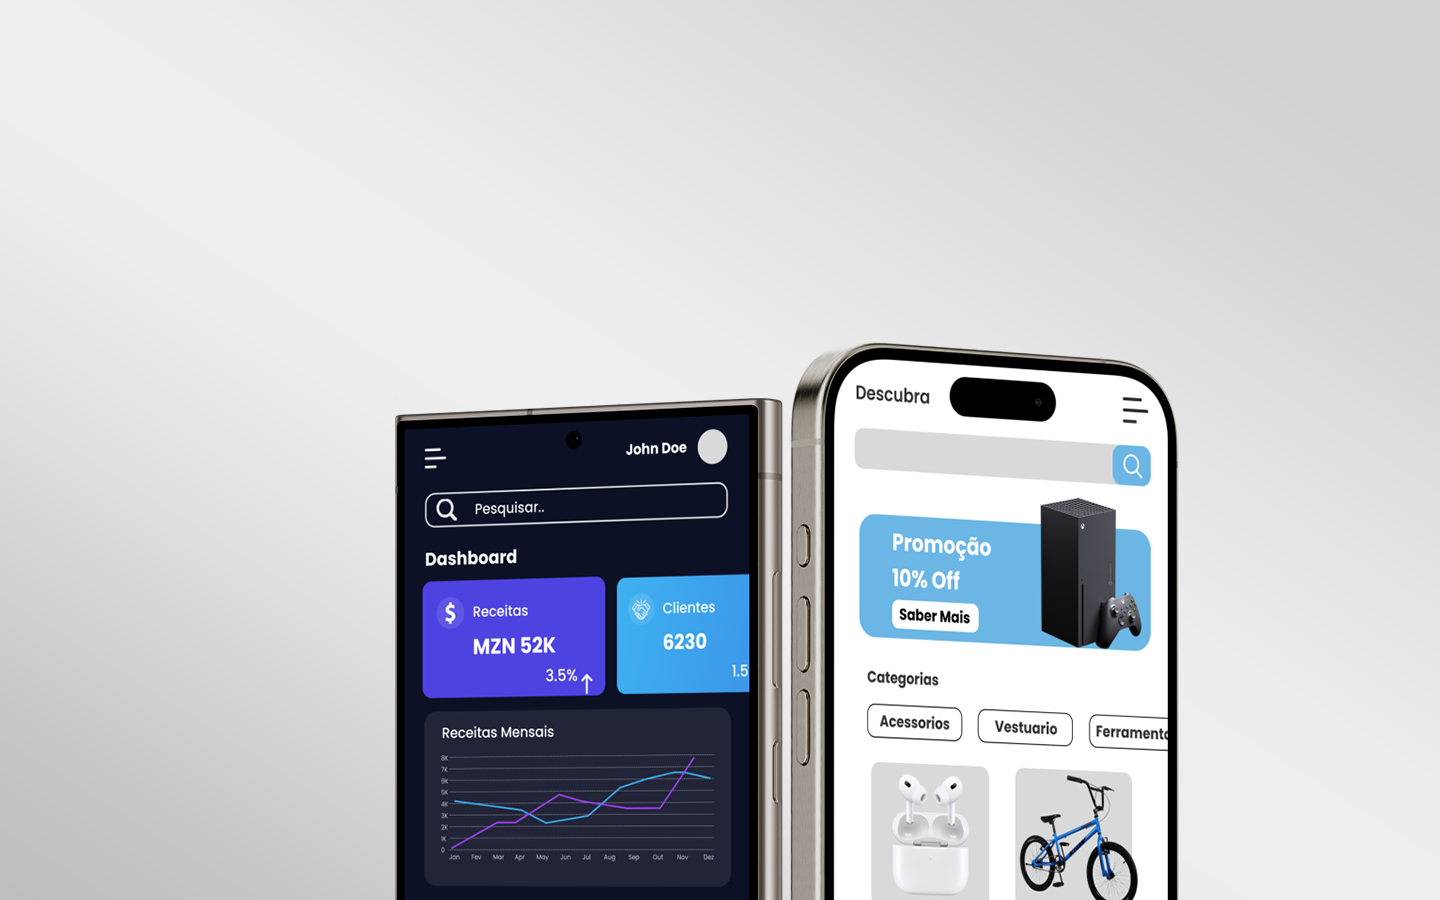 John Doe
Pesquisar..
Dashboard
Receitas
MZN 52K
3.5%
Clientes
6230
1.5
Receitas Mensais
8K
7K
6K
5K
4K
3K
2K
1K
0
Jan Fev Mar Apr May Jun Jul Aug Sep Out Nov Dez
Descubra
Promoção
10% Off
Saber Mais
Categorias
Acessorios Vestuario Ferramenta